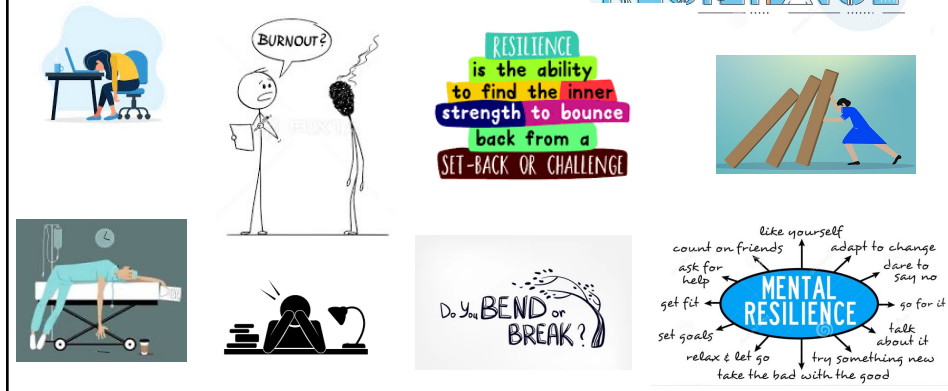 BURNOUT?
RESILIENCE
is the ability
to find the inner
strength to bounce
back from a
SET-BACK OR CHALLENGE
Do You BEND or
BREAK?
like yourself
count on friends
adapt to change
ask for
help
dare to
say no
MENTAL
RESILIENCE
get fit
go for it
set goals
talk
about it
relax & let go
try something new
take the bad with the good